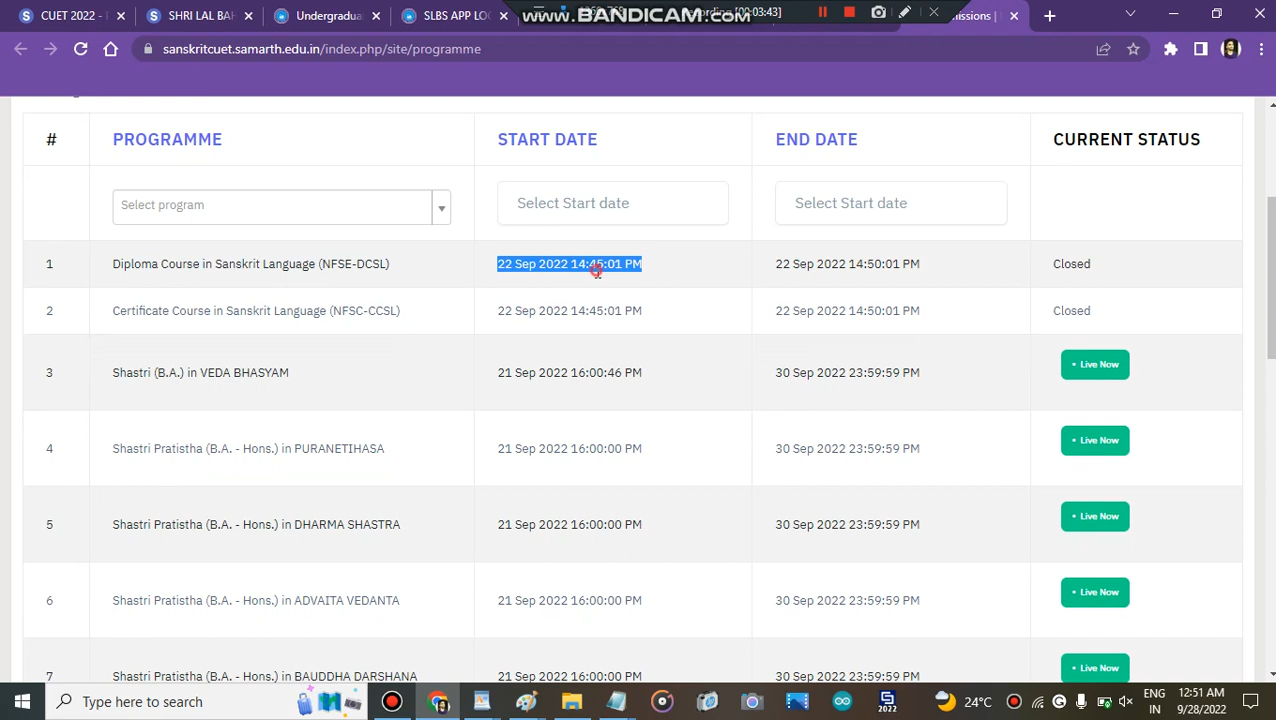 CUET 2022 -
SHRI LAL BAH
Undergradua
SLBS APP LO
www.BANDICAM.com
[00:03:43]
missions |
sanskritcuet.samarth.edu.in/index.php/site/programme
# PROGRAMME START DATE END DATE CURRENT STATUS
Select program Select Start date Select Start date
1 Diploma Course in Sanskrit Language (NFSE-DCSL) 22 Sep 2022 14:45:01 PM 22 Sep 2022 14:50:01 PM Closed
2 Certificate Course in Sanskrit Language (NFSC-CCSL) 22 Sep 2022 14:45:01 PM 22 Sep 2022 14:50:01 PM Closed
3 Shastri (B.A.) in VEDA BHASYAM 21 Sep 2022 16:00:46 PM 30 Sep 2022 23:59:59 PM Live Now
4 Shastri Pratistha (B.A. - Hons.) in PURANETIHASA 21 Sep 2022 16:00:00 PM 30 Sep 2022 23:59:59 PM Live Now
5 Shastri Pratistha (B.A. - Hons.) in DHARMA SHASTRA 21 Sep 2022 16:00:00 PM 30 Sep 2022 23:59:59 PM Live Now
6 Shastri Pratistha (B.A. - Hons.) in ADVAITA VEDANTA 21 Sep 2022 16:00:00 PM 30 Sep 2022 23:59:59 PM Live Now
7 Shastri Pratistha (B.A. - Hons.) in BAUDDHA DARSHANA 21 Sep 2022 16:00:00 PM 30 Sep 2022 23:59:59 PM Live Now
Type here to search
2022
24°C
ENG
IN
12:51 AM
9/28/2022